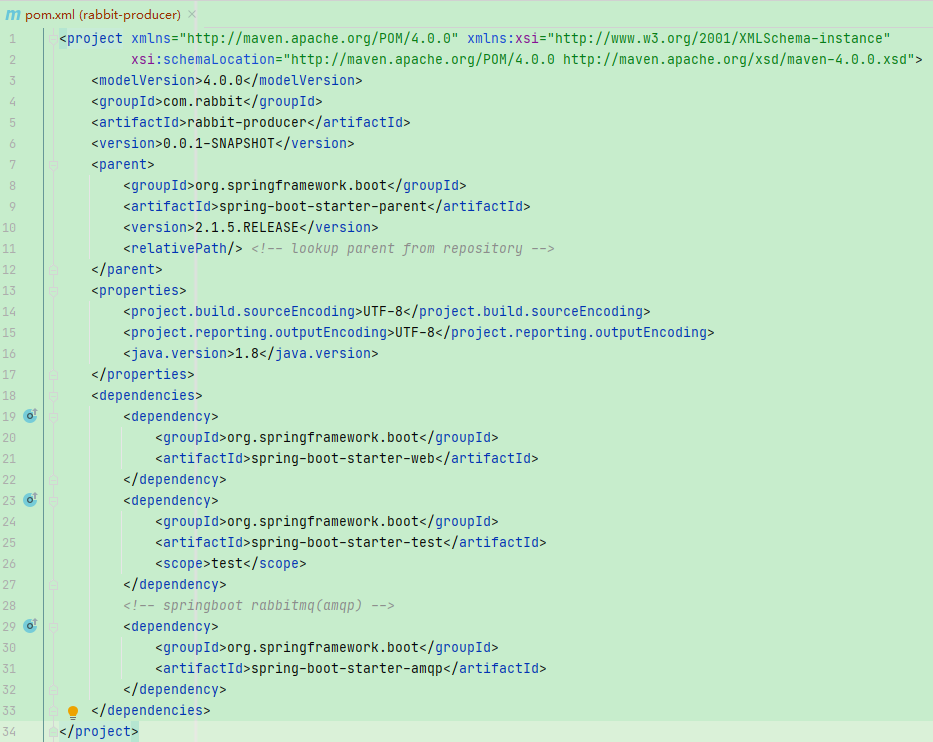 m pom.xml (rabbit-producer) ×
1 <project xmlns="http://maven.apache.org/POM/4.0.0" xmlns:xsi="http://www.w3.org/2001/XMLSchema-instance"
2 xsi:schemaLocation="http://maven.apache.org/POM/4.0.0 http://maven.apache.org/xsd/maven-4.0.0.xsd">
3 <modelVersion>4.0.0</modelVersion>
4 <groupId>com.rabbit</groupId>
5 <artifactId>rabbit-producer</artifactId>
6 <version>0.0.1-SNAPSHOT</version>
7 <parent>
8 <groupId>org.springframework.boot</groupId>
9 <artifactId>spring-boot-starter-parent</artifactId>
10 <version>2.1.5.RELEASE</version>
11 <relativePath/> <!-- lookup parent from repository -->
12 </parent>
13 <properties>
14 <project.build.sourceEncoding>UTF-8</project.build.sourceEncoding>
15 <project.reporting.outputEncoding>UTF-8</project.reporting.outputEncoding>
16 <java.version>1.8</java.version>
17 </properties>
18 <dependencies>
19 <dependency>
20 <groupId>org.springframework.boot</groupId>
21 <artifactId>spring-boot-starter-web</artifactId>
22 </dependency>
23 <dependency>
24 <groupId>org.springframework.boot</groupId>
25 <artifactId>spring-boot-starter-test</artifactId>
26 <scope>test</scope>
27 </dependency>
28 <!-- springboot rabbitmq(amqp) -->
29 <dependency>
30 <groupId>org.springframework.boot</groupId>
31 <artifactId>spring-boot-starter-amqp</artifactId>
32 </dependency>
33 </dependencies>
34 </project>